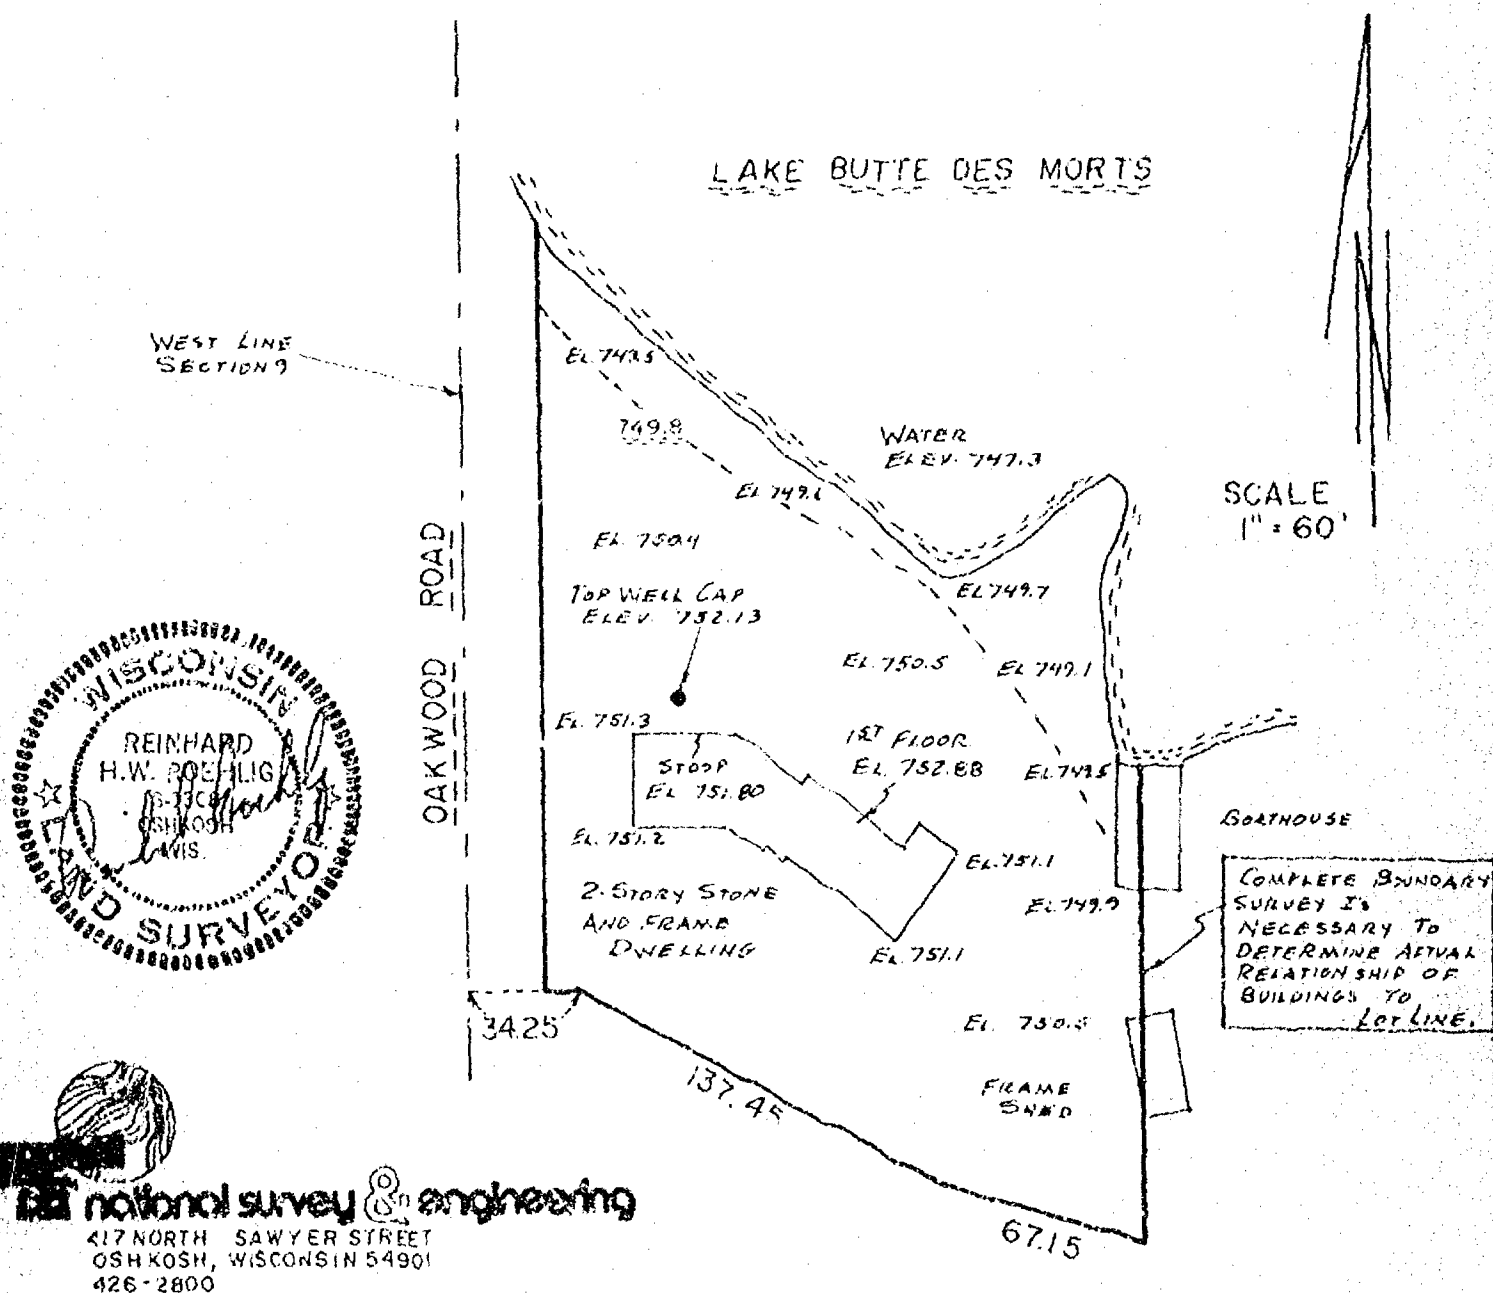 LAKE BUTTE DES MORTS
WEST LINE
SECTION 9
EL 749.5
749.8
WATER
ELEV. 747.3
EL 749.6
SCALE
1" = 60'
EL 750.4
TOP WELL CAP
ELEV. 752.13
EL 749.7
EL 750.5
EL 749.1
OAKWOOD ROAD
EL. 751.3
STOOP
EL 751.80
1ST FLOOR
EL. 752.88
EL 749.5
BOATHOUSE
EL. 751.2
EL. 751.1
2-STORY STONE
AND FRAME
DWELLING
EL 749.9
EL. 751.1
COMPLETE BOUNDARY
SURVEY IS
NECESSARY TO
DETERMINE ACTUAL
RELATIONSHIP OF
BUILDINGS TO
LOT LINE.
EL. 750.5
FRAME
SHED
34.25
137.45
67.15
WISCONSIN
LAND SURVEYOR
REINHARD
H.W. ROEHLIG
OSHKOSH
WIS.
national survey & engineering
417 NORTH SAWYER STREET
OSHKOSH, WISCONSIN 54901
426-2800